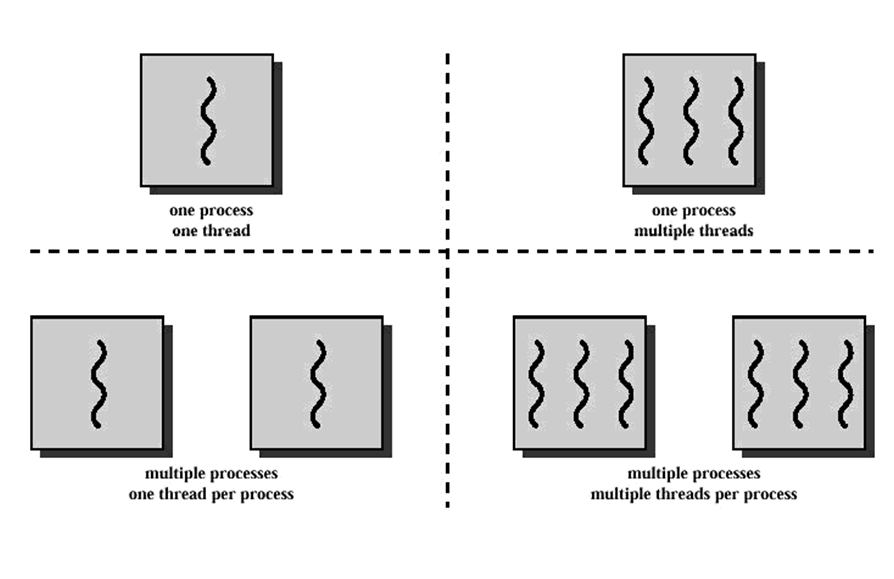 one process
one thread
one process
multiple threads
multiple processes
one thread per process
multiple processes
multiple threads per process